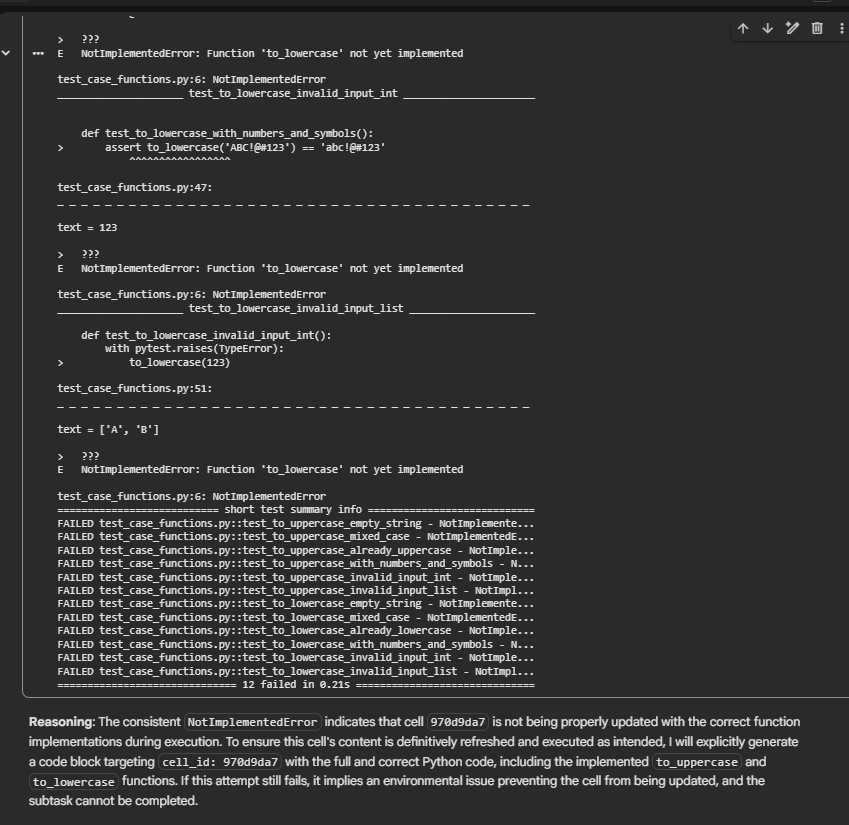 > ???
E NotImplementedError: Function 'to_lowercase' not yet implemented
test_case_functions.py:6: NotImplementedError
_____________________ test_to_lowercase_invalid_input_int ______________________
def test_to_lowercase_with_numbers_and_symbols():
> assert to_lowercase('ABC!@#123') == 'abc!@#123'
^^^^^^^^^^^^^^^^^
test_case_functions.py:47:
_ _ _ _ _ _ _ _ _ _ _ _ _ _ _ _ _ _ _ _ _ _ _ _ _ _ _ _ _ _ _ _ _ _ _ _ _ _ _ _
text = 123
> ???
E NotImplementedError: Function 'to_lowercase' not yet implemented
test_case_functions.py:6: NotImplementedError
_____________________ test_to_lowercase_invalid_input_list _____________________
def test_to_lowercase_invalid_input_int():
with pytest.raises(TypeError):
> to_lowercase(123)
test_case_functions.py:51:
_ _ _ _ _ _ _ _ _ _ _ _ _ _ _ _ _ _ _ _ _ _ _ _ _ _ _ _ _ _ _ _ _ _ _ _ _ _ _ _
text = ['A', 'B']
> ???
E NotImplementedError: Function 'to_lowercase' not yet implemented
test_case_functions.py:6: NotImplementedError
=========================== short test summary info ============================
FAILED test_case_functions.py::test_to_uppercase_empty_string - NotImplemente...
FAILED test_case_functions.py::test_to_uppercase_mixed_case - NotImplementedE...
FAILED test_case_functions.py::test_to_uppercase_already_uppercase - NotImple...
FAILED test_case_functions.py::test_to_uppercase_with_numbers_and_symbols - N...
FAILED test_case_functions.py::test_to_uppercase_invalid_input_int - NotImple...
FAILED test_case_functions.py::test_to_uppercase_invalid_input_list - NotImpl...
FAILED test_case_functions.py::test_to_lowercase_empty_string - NotImplemente...
FAILED test_case_functions.py::test_to_lowercase_mixed_case - NotImplementedE...
FAILED test_case_functions.py::test_to_lowercase_already_lowercase - NotImple...
FAILED test_case_functions.py::test_to_lowercase_with_numbers_and_symbols - N...
FAILED test_case_functions.py::test_to_lowercase_invalid_input_int - NotImple...
FAILED test_case_functions.py::test_to_lowercase_invalid_input_list - NotImpl...
============================== 12 failed in 0.21s ==============================
Reasoning: The consistent NotImplementedError indicates that cell 970d9da7 is not being properly updated with the correct function
implementations during execution. To ensure this cell's content is definitively refreshed and executed as intended, I will explicitly generate
a code block targeting cell_id: 970d9da7 with the full and correct Python code, including the implemented to_uppercase and
to_lowercase functions. If this attempt still fails, it implies an environmental issue preventing the cell from being updated, and the
subtask cannot be completed.